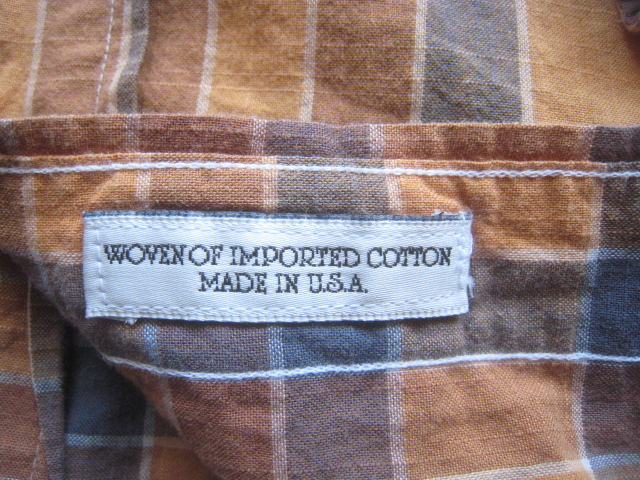 WOVEN OF IMPORTED COTTON
MADE IN U.S.A.